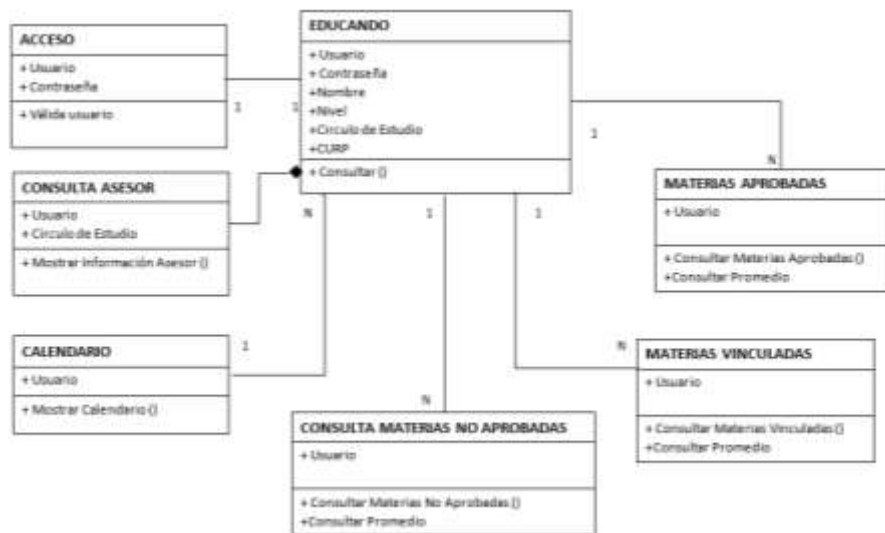 ACCESO
+ Usuario
+ Contraseña
+ Válida usuario
1
1
EDUCANDO
+ Usuario
+ Contraseña
+Nombre
+Nivel
+Circulo de Estudio
+CURP
+ Consultar ()
1
N
MATERIAS APROBADAS
+ Usuario
+ Consultar Materias Aprobadas ()
+Consultar Promedio
CONSULTA ASESOR
+ Usuario
+ Circulo de Estudio
+ Mostrar Información Asesor ()
N
1
1
CALENDARIO
+ Usuario
+ Mostrar Calendario ()
1
N
MATERIAS VINCULADAS
+ Usuario
+ Consultar Materias Vinculadas ()
+Consultar Promedio
N
CONSULTA MATERIAS NO APROBADAS
+ Usuario
+ Consultar Materias No Aprobadas ()
+Consultar Promedio